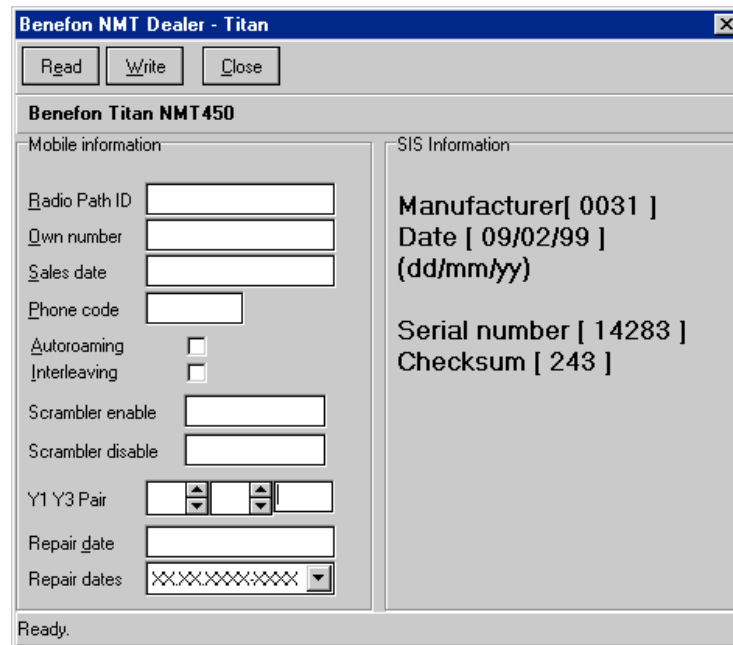 Benefon NMT Dealer - Titan
Read Write Close
Benefon Titan NMT450
Mobile information
Radio Path ID
Own number
Sales date
Phone code
Autoroaming
Interleaving
Scrambler enable
Scrambler disable
Y1 Y3 Pair
Repair date
Repair dates XX.XX.XXXX-XXXX
SIS Information
Manufacturer[ 0031 ]
Date [ 09/02/99 ]
(dd/mm/yy)
Serial number [ 14283 ]
Checksum [ 243 ]
Ready.